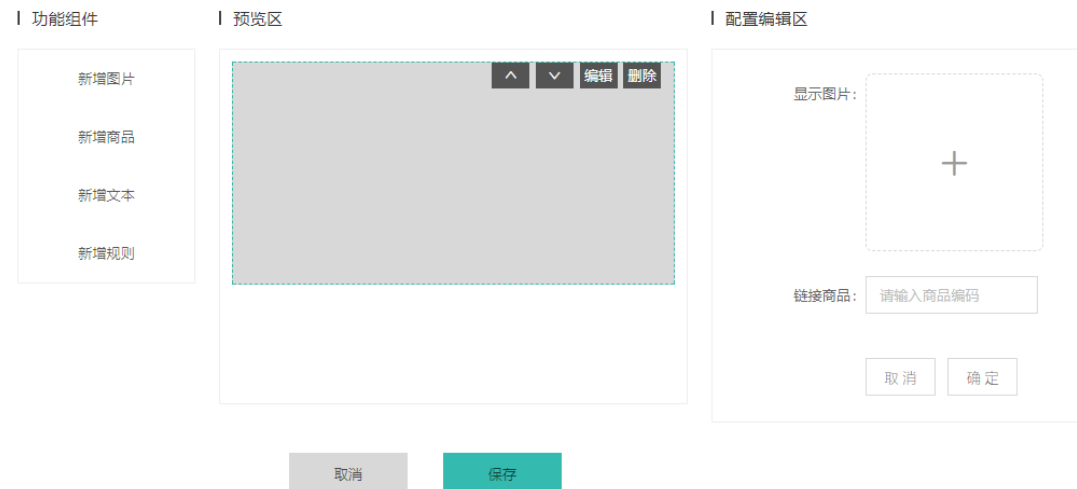 功能组件
新增图片
新增商品
新增文本
新增规则
预览区
编辑 删除
配置编辑区
显示图片:
链接商品: 请输入商品编码
取 消 确 定
取消 保存